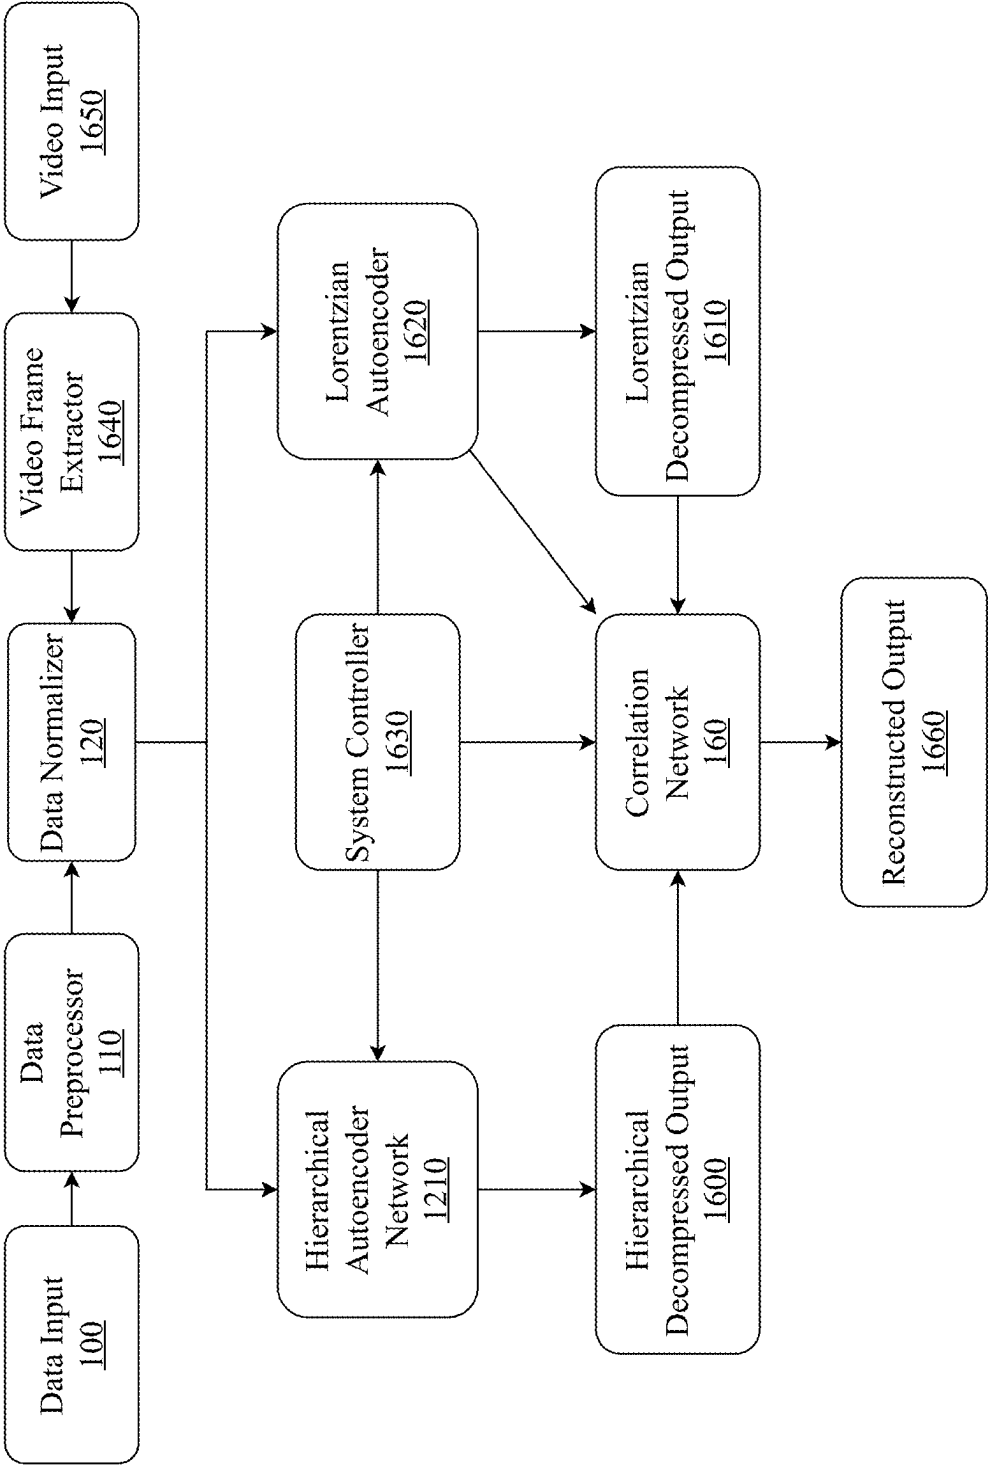 Data Input
100
Data
Preprocessor
110
Data Normalizer
120
Video Frame
Extractor
1640
Video Input
1650
Hierarchical
Autoencoder
Network
1210
System Controller
1630
Lorentzian
Autoencoder
1620
Hierarchical
Decompressed Output
1600
Correlation
Network
160
Lorentzian
Decompressed Output
1610
Reconstructed Output
1660